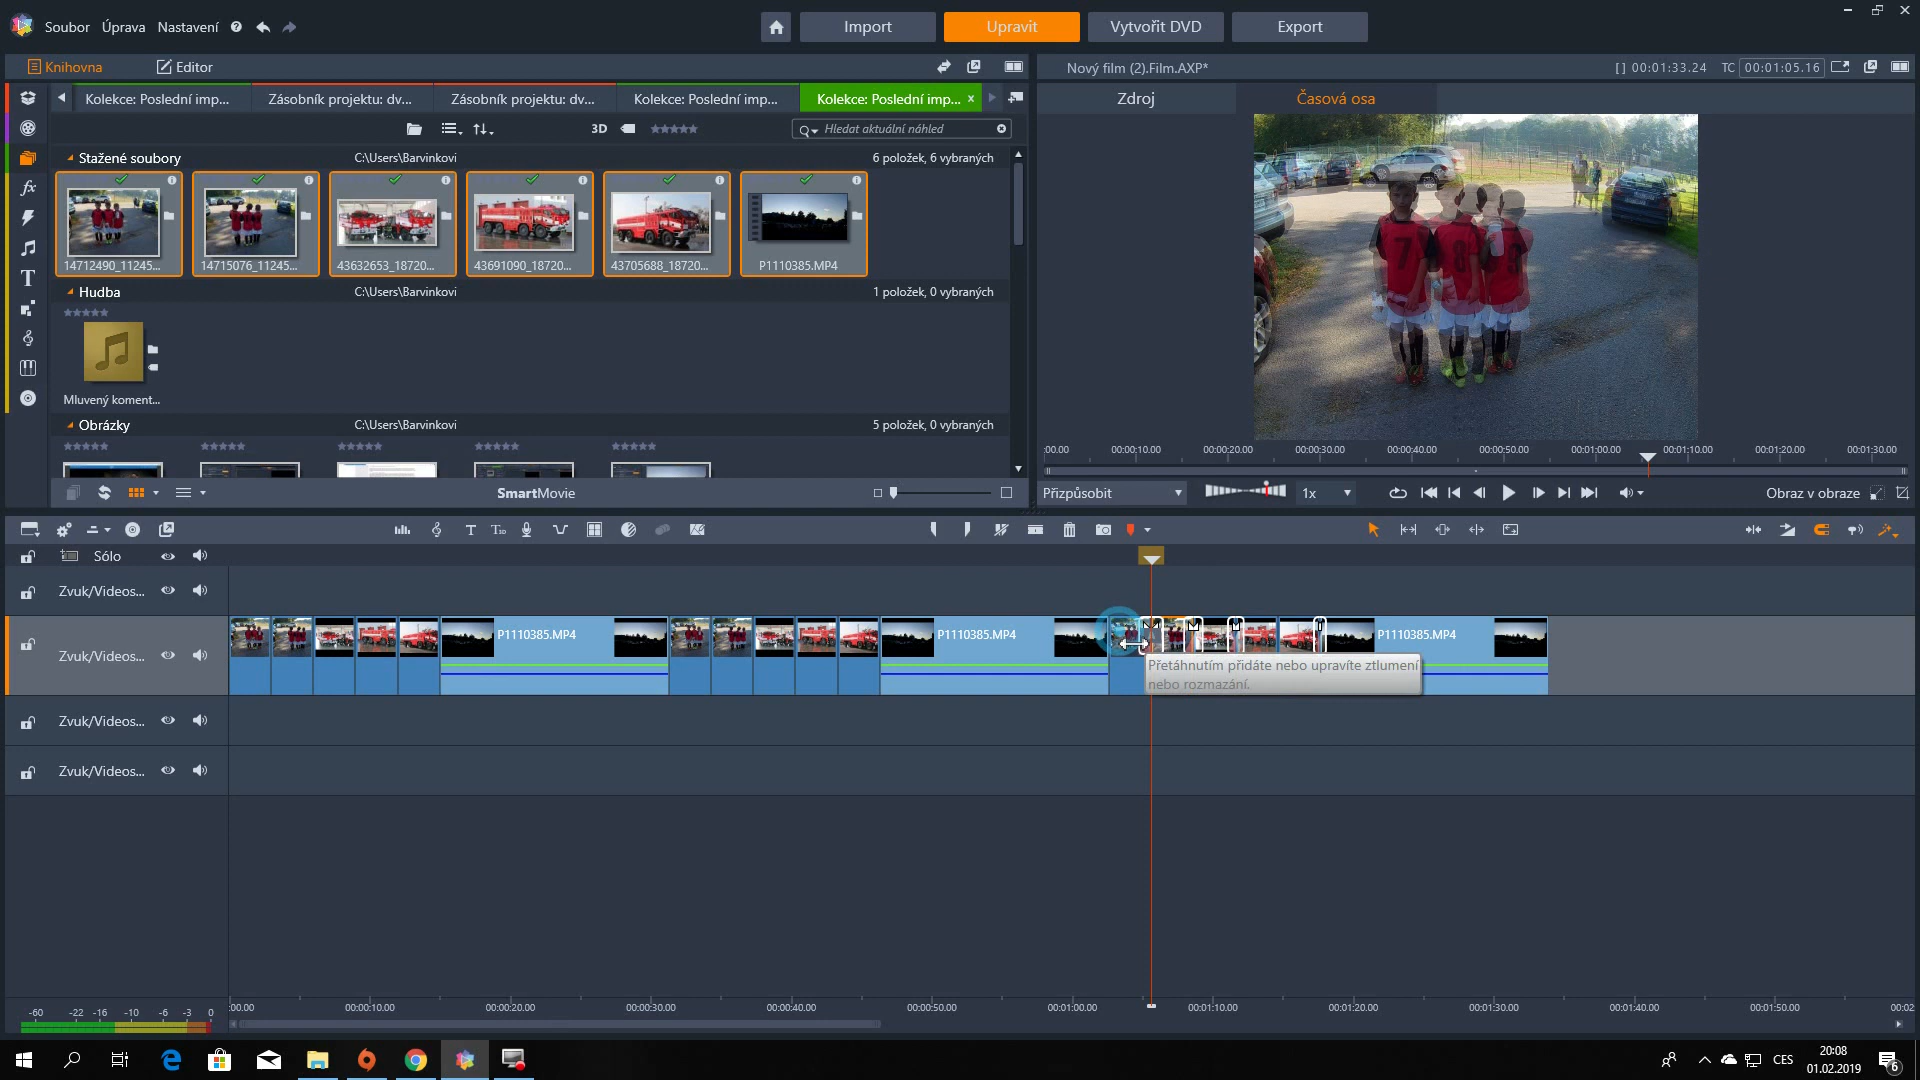 Soubor Úprava Nastavení
Import Upravit Vytvořit DVD Export
Knihovna Editor
Nový film (2).Film.AXP*
[] 00:01:33.24 TC 00:01:05.16
Kolekce: Poslední imp...
Zásobník projektu: dv...
Zásobník projektu: dv...
Kolekce: Poslední imp...
Kolekce: Poslední imp... x
Zdroj
Časová osa
3D
Hledat aktuální náhled
Stažené soubory C:\Users\Barvinkovi 6 položek, 6 vybraných
14712490_11245...
14715076_11245...
43632653_18720...
43691090_18720...
43705688_18720...
P1110385.MP4
Hudba C:\Users\Barvinkovi 1 položek, 0 vybraných
Mluvený koment...
Obrázky C:\Users\Barvinkovi 5 položek, 0 vybraných
SmartMovie
:00.00 00:00:10.00 00:00:20.00 00:00:30.00 00:00:40.00 00:00:50.00 00:01:00.00 00:01:10.00 00:01:20.00 00:01:30.00
Přizpůsobit 1x Obraz v obraze
Sólo
Zvuk/Videos...
Zvuk/Videos...
P1110385.MP4
P1110385.MP4
P1110385.MP4
Přetáhnutím přidáte nebo upravíte ztlumení
nebo rozmazání.
Zvuk/Videos...
Zvuk/Videos...
-60 -22 -16 -10 -6 -3 0
:00.00 00:00:10.00 00:00:20.00 00:00:30.00 00:00:40.00 00:00:50.00 00:01:00.00 00:01:10.00 00:01:20.00 00:01:30.00 00:01:40.00 00:01:50.00 00:02
CES
20:08
01.02.2019
6